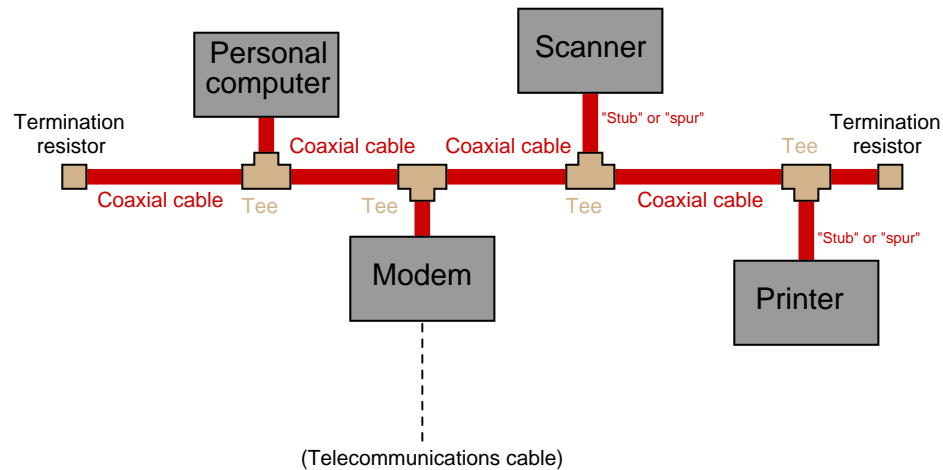 Personal
computer
Scanner
Termination
resistor
"Stub" or "spur"
Termination
resistor
Coaxial cable
Coaxial cable
Tee
Coaxial cable
Tee
Tee
Tee
Coaxial cable
"Stub" or "spur"
Modem
Printer
(Telecommunications cable)